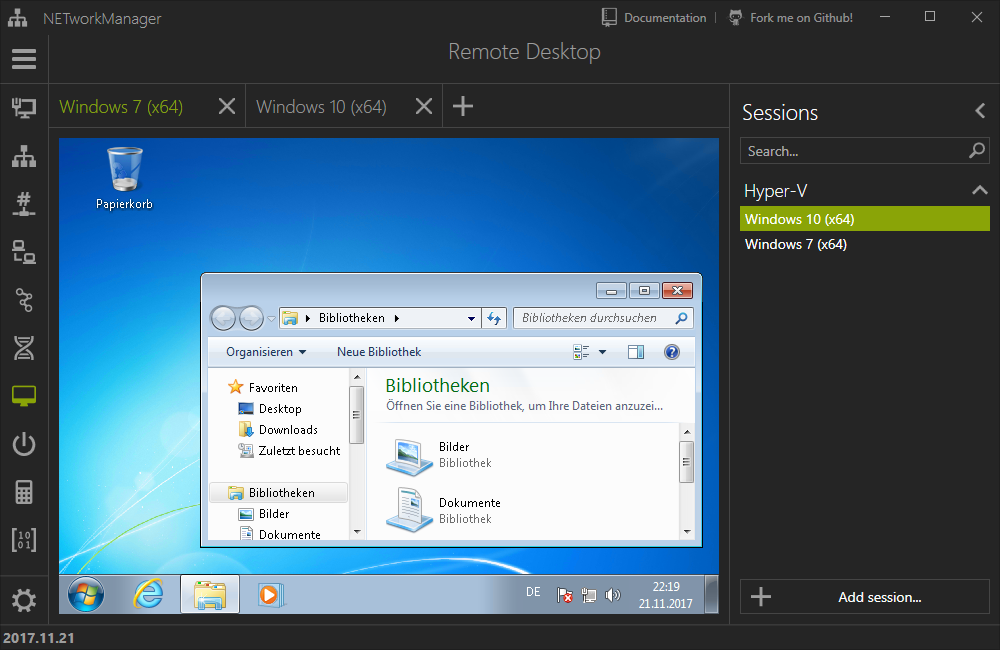 NETworkManager
Documentation
Fork me on Github!
Remote Desktop
Windows 7 (x64)
Windows 10 (x64)
Papierkorb
Bibliotheken
Bibliotheken durchsuchen
Organisieren
Neue Bibliothek
Favoriten
Desktop
Downloads
Zuletzt besucht
Bibliotheken
Bilder
Dokumente
Bibliotheken
Öffnen Sie eine Bibliothek, um Ihre Dateien anzuzei...
Bilder
Bibliothek
Dokumente
Bibliothek
DE
22:19
21.11.2017
Sessions
Search...
Hyper-V
Windows 10 (x64)
Windows 7 (x64)
Add session...
2017.11.21